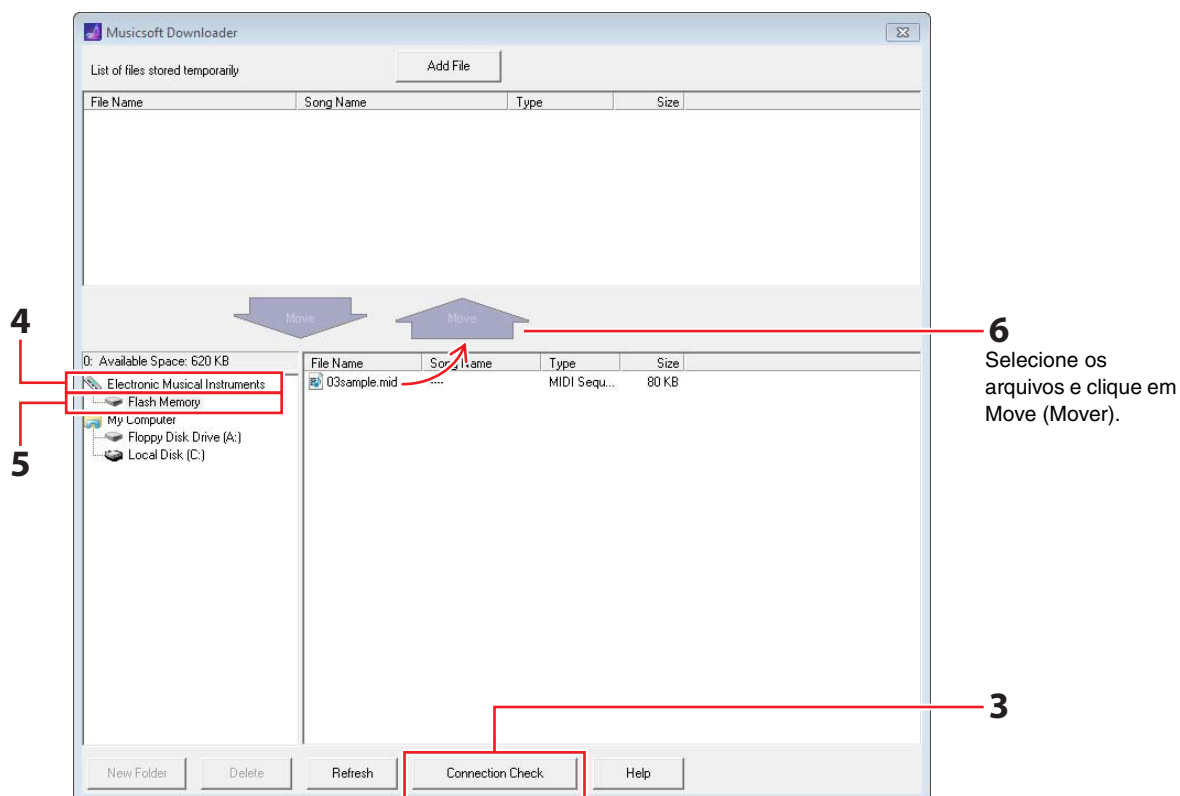 Musicsoft Downloader
List of files stored temporarily
Add File
File Name Song Name Type Size
Move Move
4
6
Selecione os
arquivos e clique em
Move (Mover).
0: Available Space: 620 KB
File Name Song Name Type Size
Electronic Musical Instruments
03sample.mid ---- MIDI Sequ... 80 KB
Flash Memory
5
My Computer
Floppy Disk Drive (A:)
Local Disk (C:)
3
New Folder Delete Refresh Connection Check Help